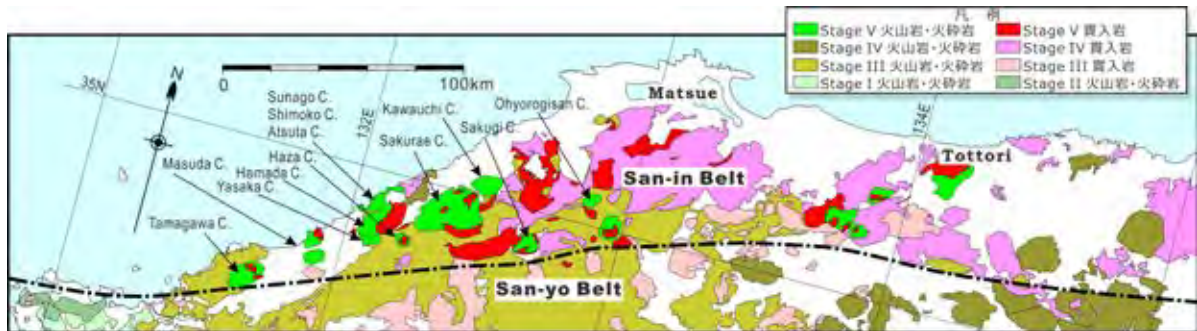 凡 例
Stage V 火山岩・火砕岩
Stage V 貫入岩
Stage IV 火山岩・火砕岩
Stage IV 貫入岩
Stage III 火山岩・火砕岩
Stage III 貫入岩
Stage I 火山岩・火砕岩
Stage II 火山岩・火砕岩
N
35N
0
100km
132E
134E
Sunago C.
Shimoko C.
Atsuta C.
Haza C.
Hamada C.
Yasaka C.
Masuda C.
Tamagawa C.
Kawauchi C.
Sakurae C.
Sakugi C.
Ohyorogisan C.
Matsue
Tottori
San-in Belt
San-yo Belt